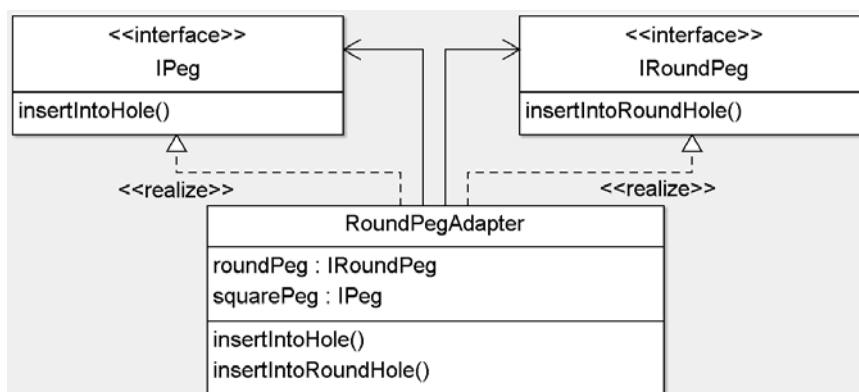 <<interface>>
IPeg
insertIntoHole()
<<interface>>
IRoundPeg
insertIntoRoundHole()
<<realize>>
<<realize>>
RoundPegAdapter
roundPeg : IRoundPeg
squarePeg : IPeg
insertIntoHole()
insertIntoRoundHole()